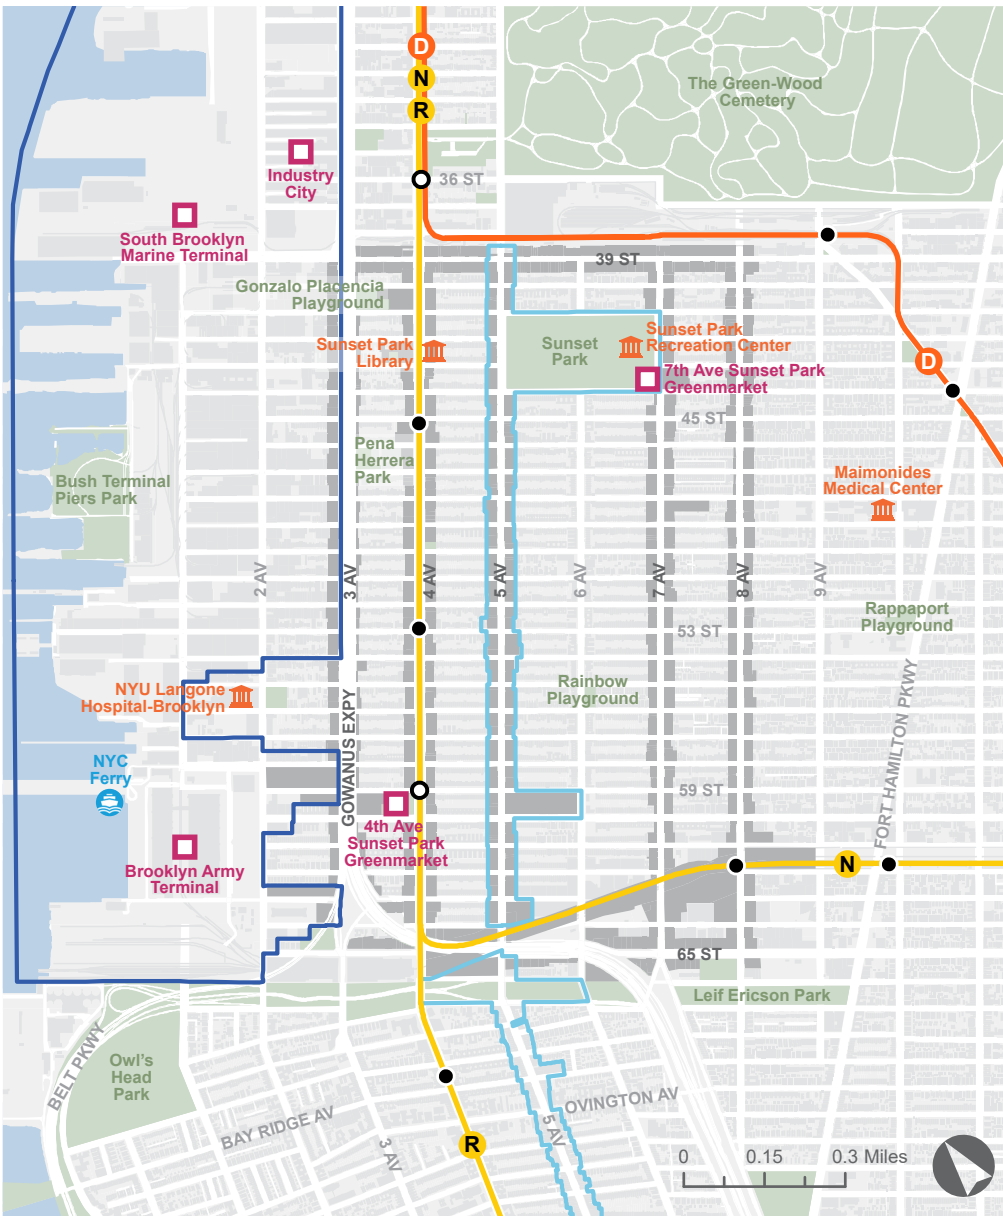 D
N
R
The Green-Wood
Cemetery
Industry
City
36 ST
South Brooklyn
Marine Terminal
39 ST
Gonzalo Placencia
Playground
Sunset Park
Library
Sunset
Park
Sunset Park
Recreation Center
7th Ave Sunset Park
Greenmarket
D
45 ST
Pena
Herrera
Park
Bush Terminal
Piers Park
Maimonides
Medical Center
2 AV
3 AV
4 AV
5 AV
6 AV
7 AV
8 AV
9 AV
Rappaport
Playground
53 ST
NYU Langone
Hospital-Brooklyn
Rainbow
Playground
GOWANUS EXPY
FORT HAMILTON PKWY
NYC
Ferry
59 ST
4th Ave
Sunset Park
Greenmarket
Brooklyn Army
Terminal
N
65 ST
Leif Ericson Park
BELT PKWY
Owl's
Head
Park
BAY RIDGE AV
3 AV
5 AV
OVINGTON AV
R
0 0.15 0.3 Miles